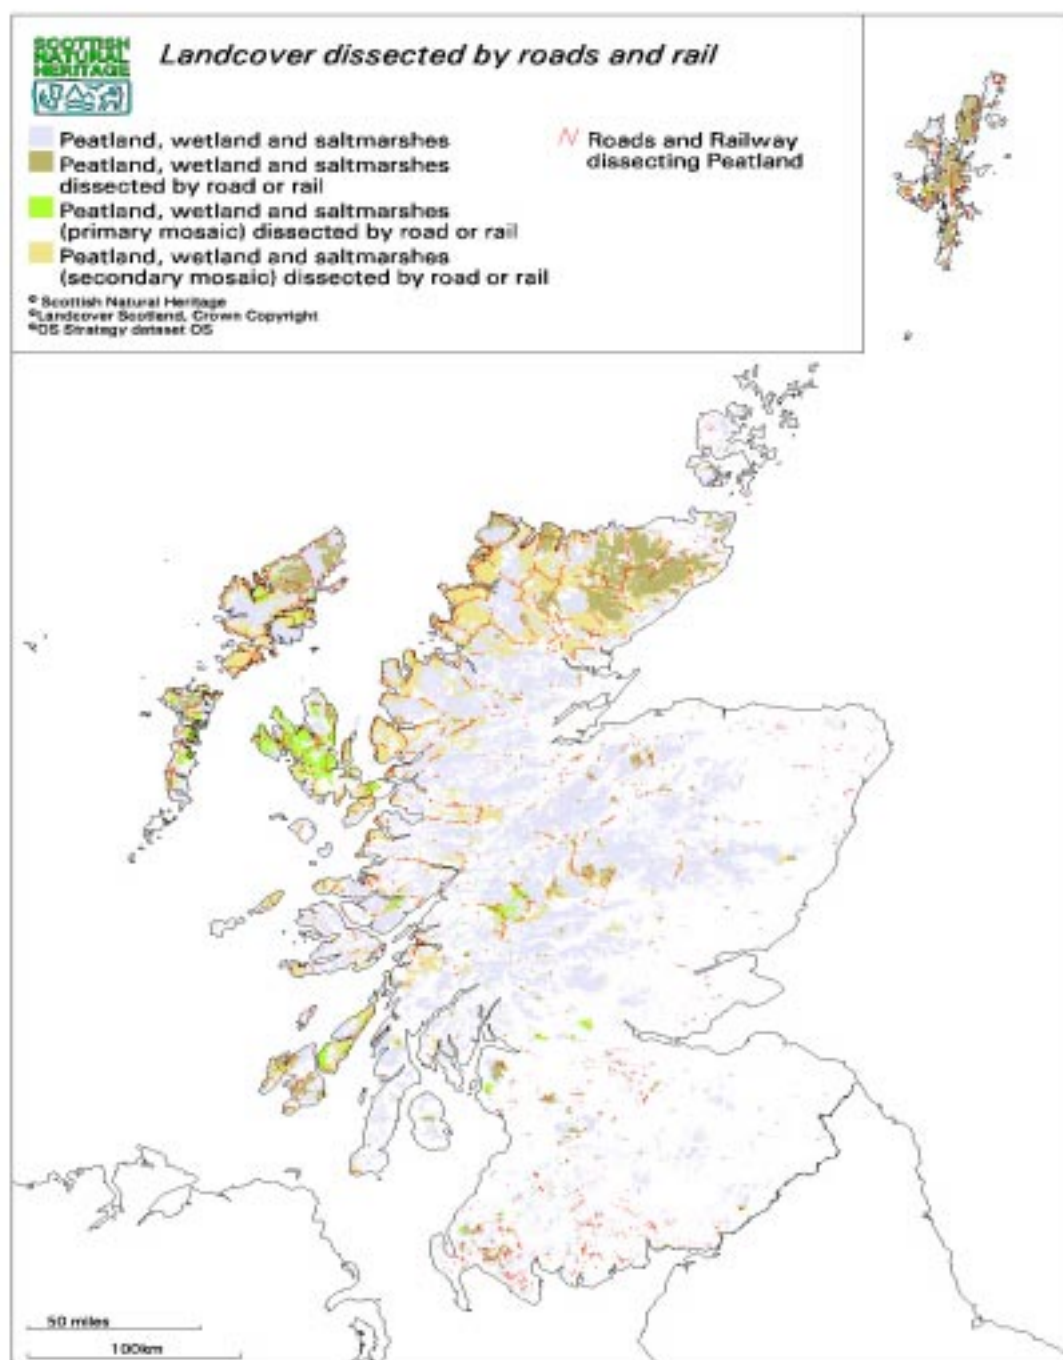 SCOTTISH
NATURAL
HERITAGE
Landcover dissected by roads and rail
Peatland, wetland and saltmarshes
Peatland, wetland and saltmarshes
dissected by road or rail
Peatland, wetland and saltmarshes
(primary mosaic) dissected by road or rail
Peatland, wetland and saltmarshes
(secondary mosaic) dissected by road or rail
Roads and Railway
dissecting Peatland
© Scottish Natural Heritage
©Landcover Scotland, Crown Copyright
©OS Strategy dataset OS
50 miles
100km